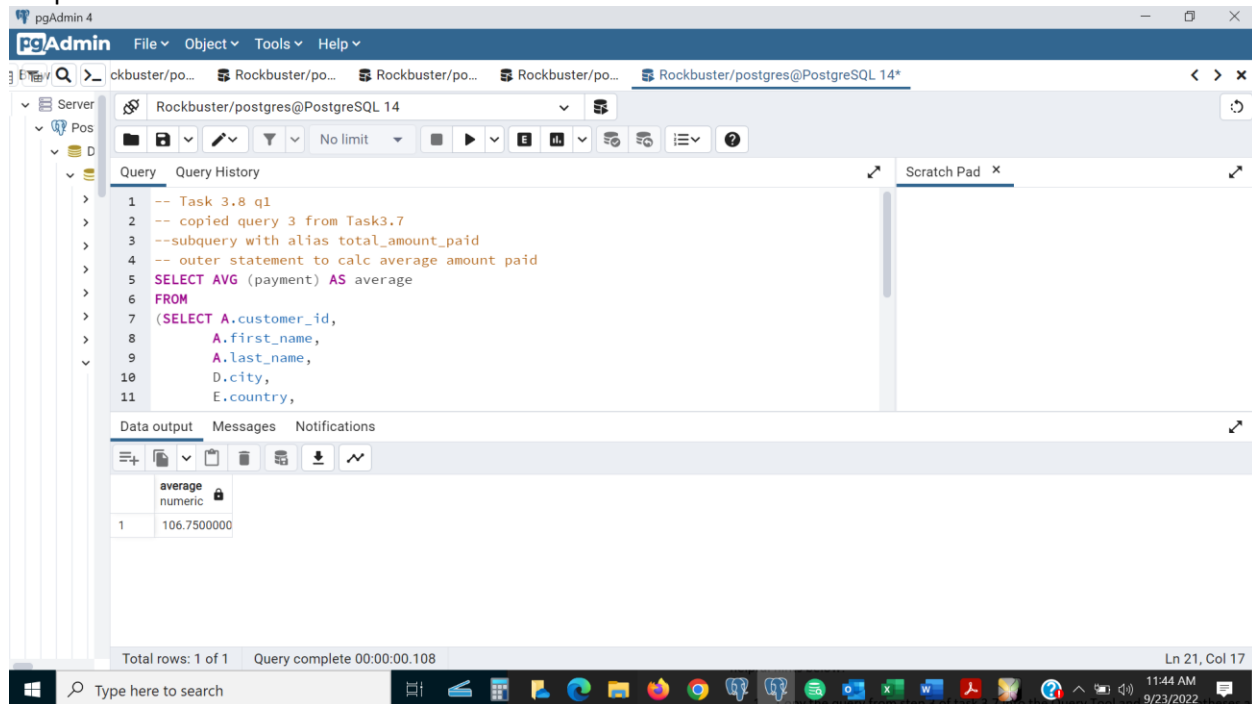 pgAdmin 4
pgAdmin File Object Tools Help
ckbuster/po... Rockbuster/po... Rockbuster/po... Rockbuster/po... Rockbuster/postgres@PostgreSQL 14*
Server
Pos
D
Rockbuster/postgres@PostgreSQL 14
No limit
Query Query History
Scratch Pad
1 -- Task 3.8 q1
2 -- copied query 3 from Task3.7
3 --subquery with alias total_amount_paid
4 -- outer statement to calc average amount paid
5 SELECT AVG (payment) AS average
6 FROM
7 (SELECT A.customer_id,
8 A.first_name,
9 A.last_name,
10 D.city,
11 E.country,
Data output Messages Notifications
average
numeric
1 106.7500000
Total rows: 1 of 1 Query complete 00:00:00.108 Ln 21, Col 17
Type here to search
11:44 AM
9/23/2022